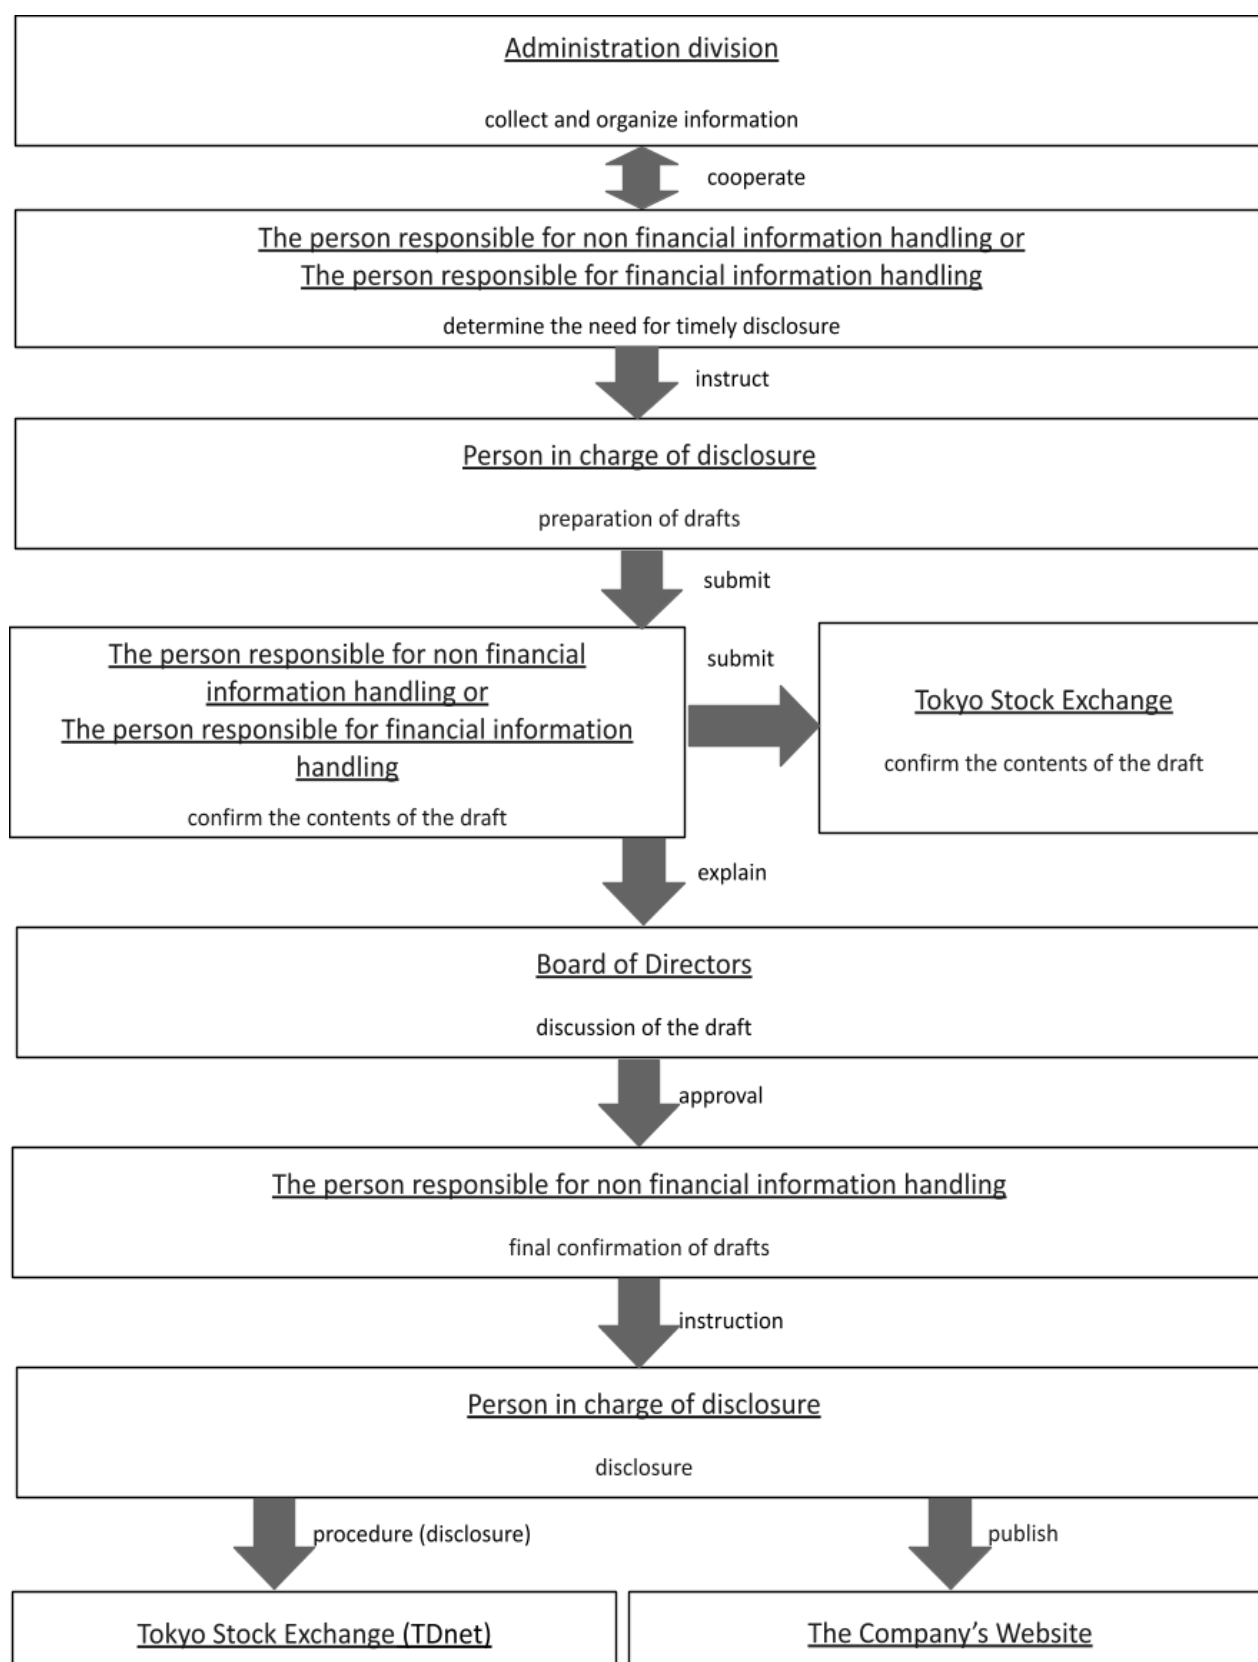 Administration division
collect and organize information
cooperate
The person responsible for non financial information handling or
The person responsible for financial information handling
determine the need for timely disclosure
instruct
Person in charge of disclosure
preparation of drafts
submit
The person responsible for non financial
information handling or
The person responsible for financial information
handling
confirm the contents of the draft
submit
Tokyo Stock Exchange
confirm the contents of the draft
explain
Board of Directors
discussion of the draft
approval
The person responsible for non financial information handling
final confirmation of drafts
instruction
Person in charge of disclosure
disclosure
procedure (disclosure)
publish
Tokyo Stock Exchange (TDnet)
The Company’s Website